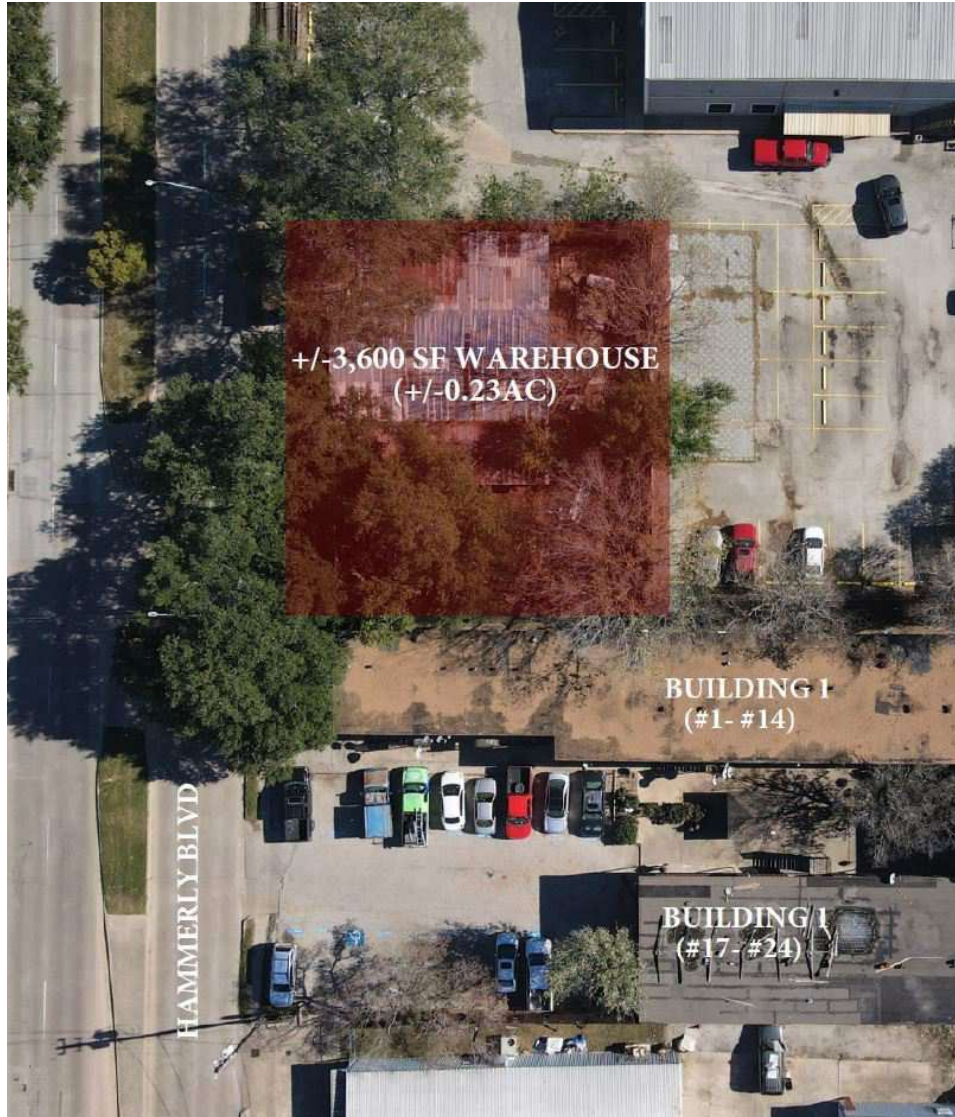 +/-3,600 SF WAREHOUSE
(+/-0.23AC)
BUILDING 1
(#1- #14)
HAMMERLY BLVD
BUILDING 1
(#17- #24)